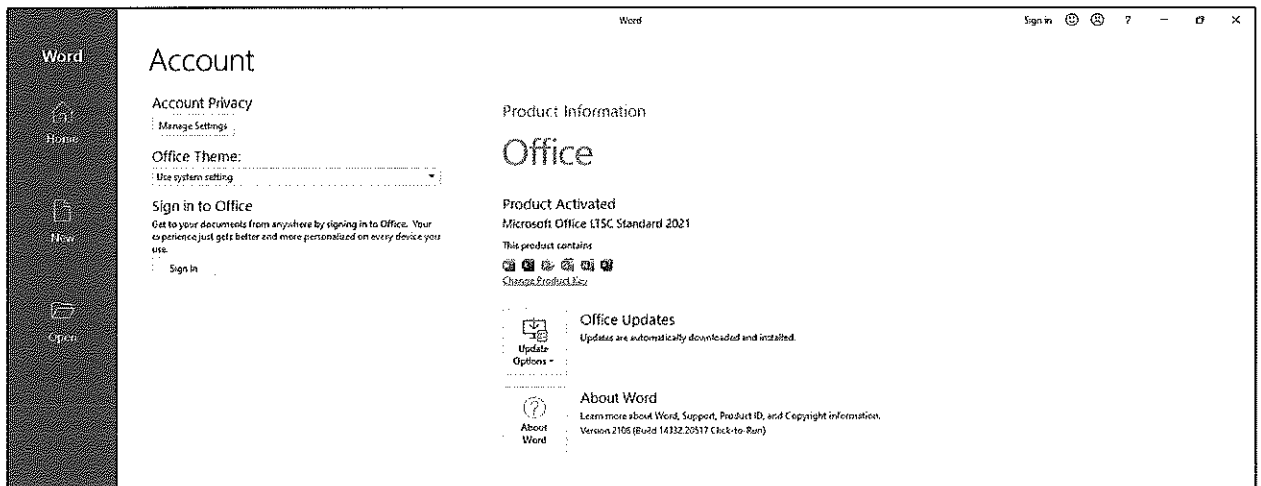 Word
Sign in ?
Word
Account
Home
New
Open
Account Privacy
Manage Settings
Office Theme:
Use system setting
Sign in to Office
Get to your documents from anywhere by signing in to Office. Your
experience just gets better and more personalized on every device you
use.
Sign In
Product Information
Office
Product Activated
Microsoft Office LTSC Standard 2021
This product contains
Change Product Key
Update
Options
Office Updates
Updates are automatically downloaded and installed.
About
Word
About Word
Learn more about Word, Support, Product ID, and Copyright information.
Version 2108 (Build 14332.20517 Click-to-Run)